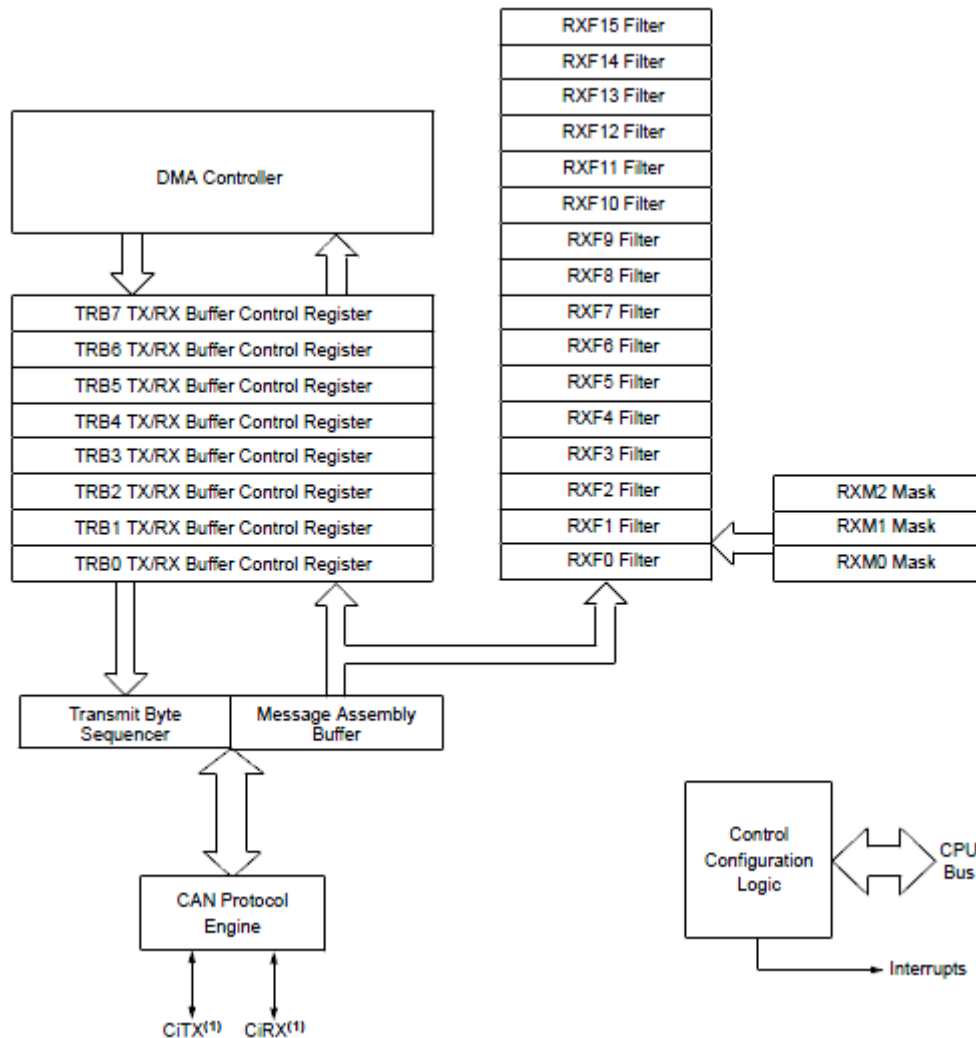 RXF15 Filter
RXF14 Filter
RXF13 Filter
RXF12 Filter
RXF11 Filter
RXF10 Filter
RXF9 Filter
RXF8 Filter
RXF7 Filter
RXF6 Filter
RXF5 Filter
RXF4 Filter
RXF3 Filter
RXF2 Filter
RXF1 Filter
RXF0 Filter
DMA Controller
TRB7 TX/RX Buffer Control Register
TRB6 TX/RX Buffer Control Register
TRB5 TX/RX Buffer Control Register
TRB4 TX/RX Buffer Control Register
TRB3 TX/RX Buffer Control Register
TRB2 TX/RX Buffer Control Register
TRB1 TX/RX Buffer Control Register
TRB0 TX/RX Buffer Control Register
RXM2 Mask
RXM1 Mask
RXM0 Mask
Transmit Byte
Sequencer
Message Assembly
Buffer
CAN Protocol
Engine
CiTX(1)
CiRX(1)
Control
Configuration
Logic
CPU
Bus
Interrupts